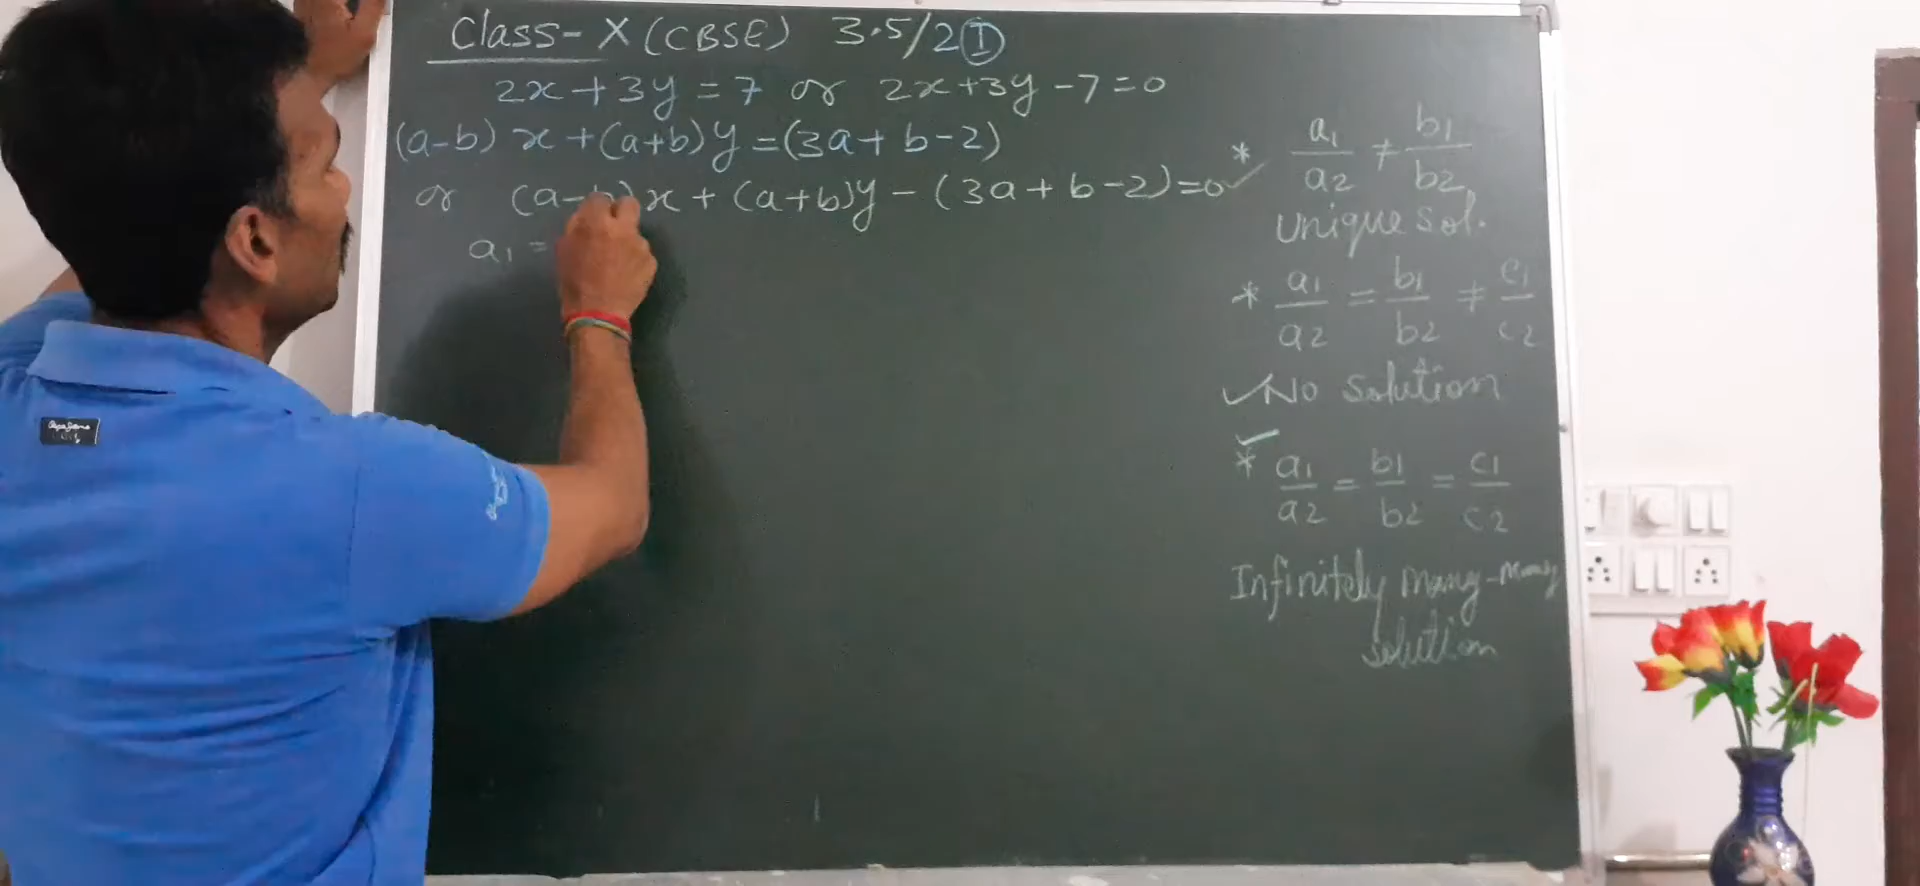 Class-X (CBSE) 3.5/2 I
2x+3y=7 or 2x+3y-7=0
(a-b) x+(a+b)y=(3a+b-2)
or (a-b)x+(a+b)y-(3a+b-2)=0
a1 =
* a1/a2 ≠ b1/b2
unique sol.
* a1/a2 = b1/b2 ≠ c1/c2
✓No solution
✓
* a1/a2 = b1/b2 = c1/c2
Infinitely many-many
solution